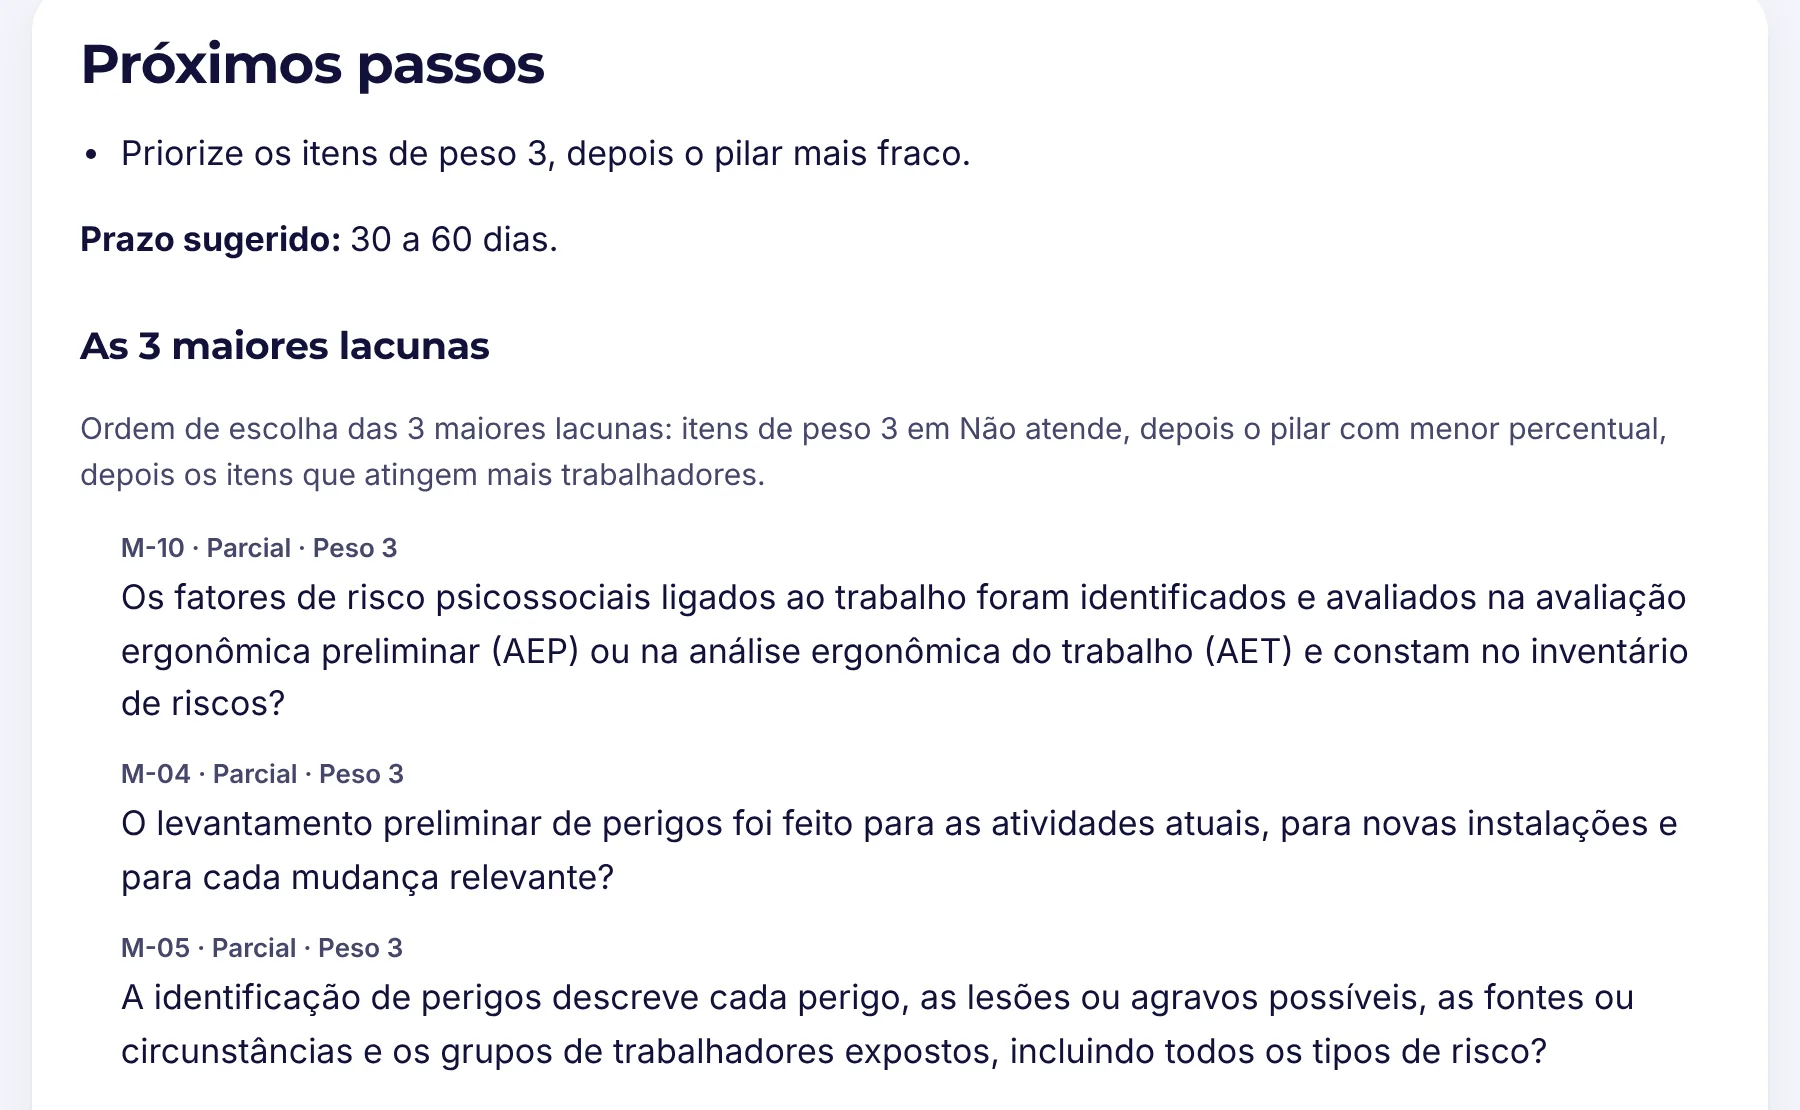 Próximos passos
• Priorize os itens de peso 3, depois o pilar mais fraco.
Prazo sugerido: 30 a 60 dias.
As 3 maiores lacunas
Ordem de escolha das 3 maiores lacunas: itens de peso 3 em Não atende, depois o pilar com menor percentual,
depois os itens que atingem mais trabalhadores.
M-10 · Parcial · Peso 3
Os fatores de risco psicossociais ligados ao trabalho foram identificados e avaliados na avaliação
ergonômica preliminar (AEP) ou na análise ergonômica do trabalho (AET) e constam no inventário
de riscos?
M-04 · Parcial · Peso 3
O levantamento preliminar de perigos foi feito para as atividades atuais, para novas instalações e
para cada mudança relevante?
M-05 · Parcial · Peso 3
A identificação de perigos descreve cada perigo, as lesões ou agravos possíveis, as fontes ou
circunstâncias e os grupos de trabalhadores expostos, incluindo todos os tipos de risco?